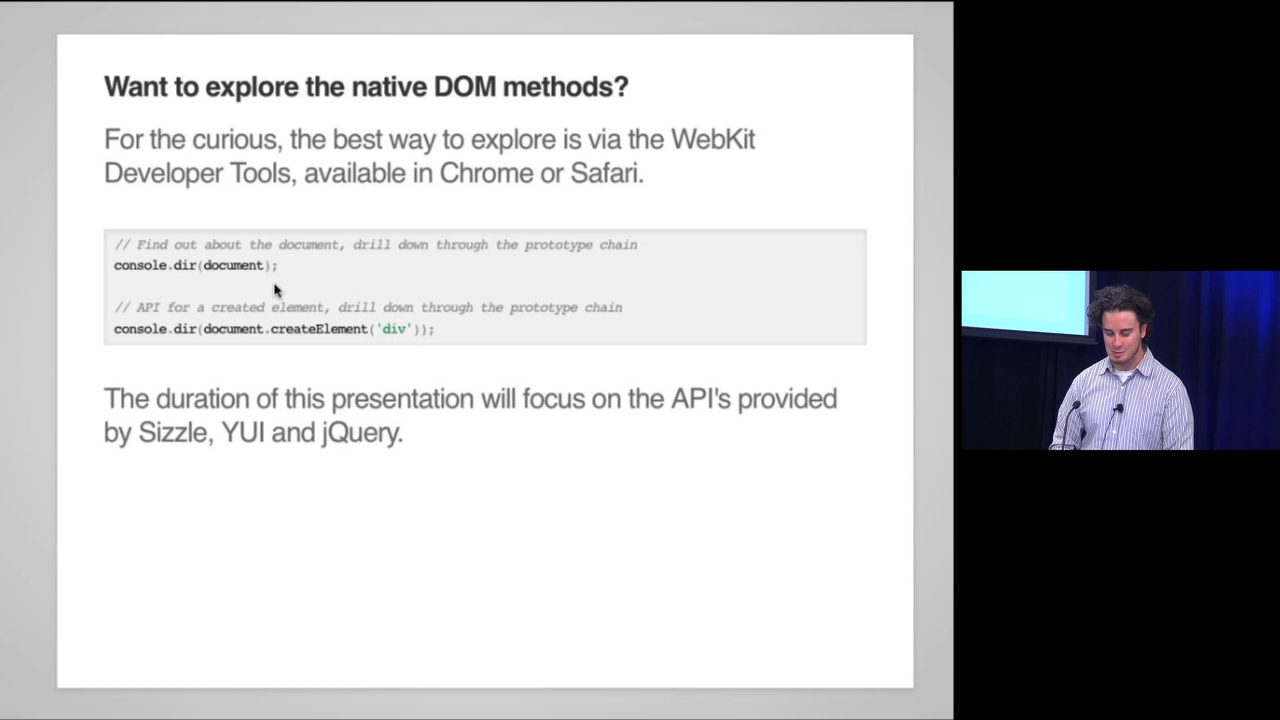 Want to explore the native DOM methods?
For the curious, the best way to explore is via the WebKit
Developer Tools, available in Chrome or Safari.
// Find out about the document, drill down through the prototype chain
console.dir(document);
// API for a created element, drill down through the prototype chain
console.dir(document.createElement('div'));
The duration of this presentation will focus on the API's provided
by Sizzle, YUI and jQuery.